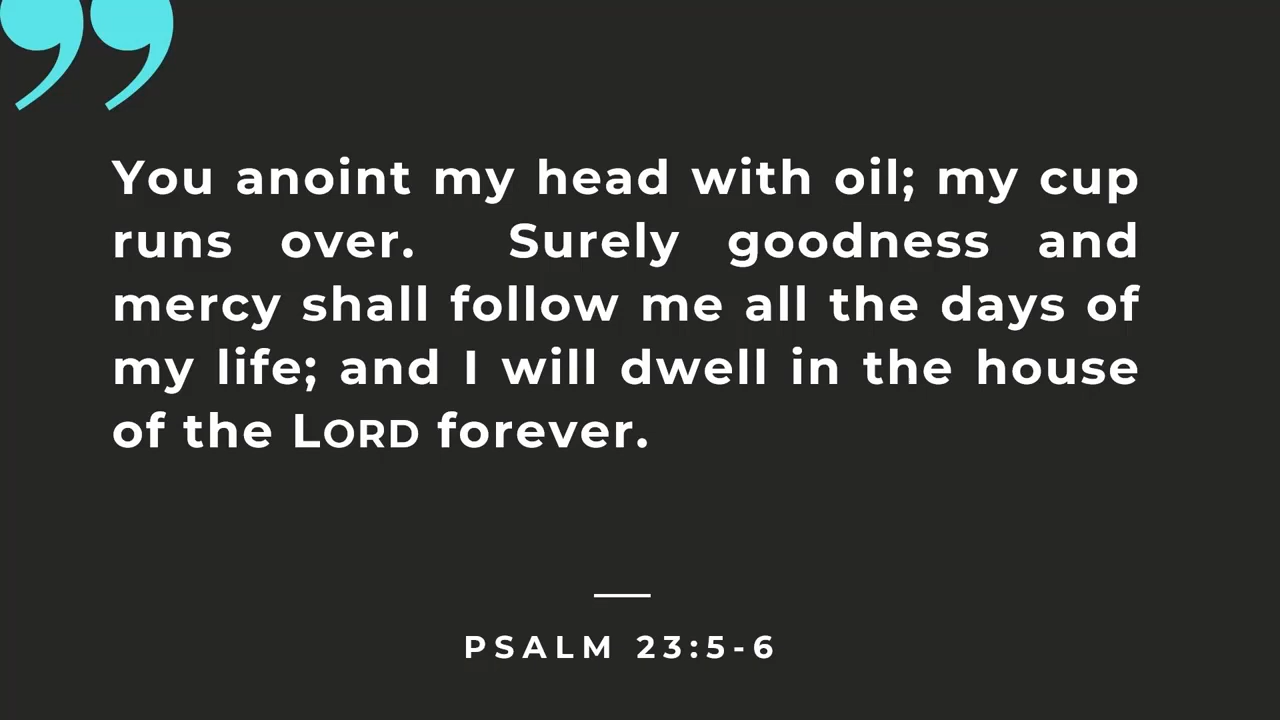 ”
You anoint my head with oil; my cup
runs over. Surely goodness and
mercy shall follow me all the days of
my life; and I will dwell in the house
of the LORD forever.
PSALM 23:5-6